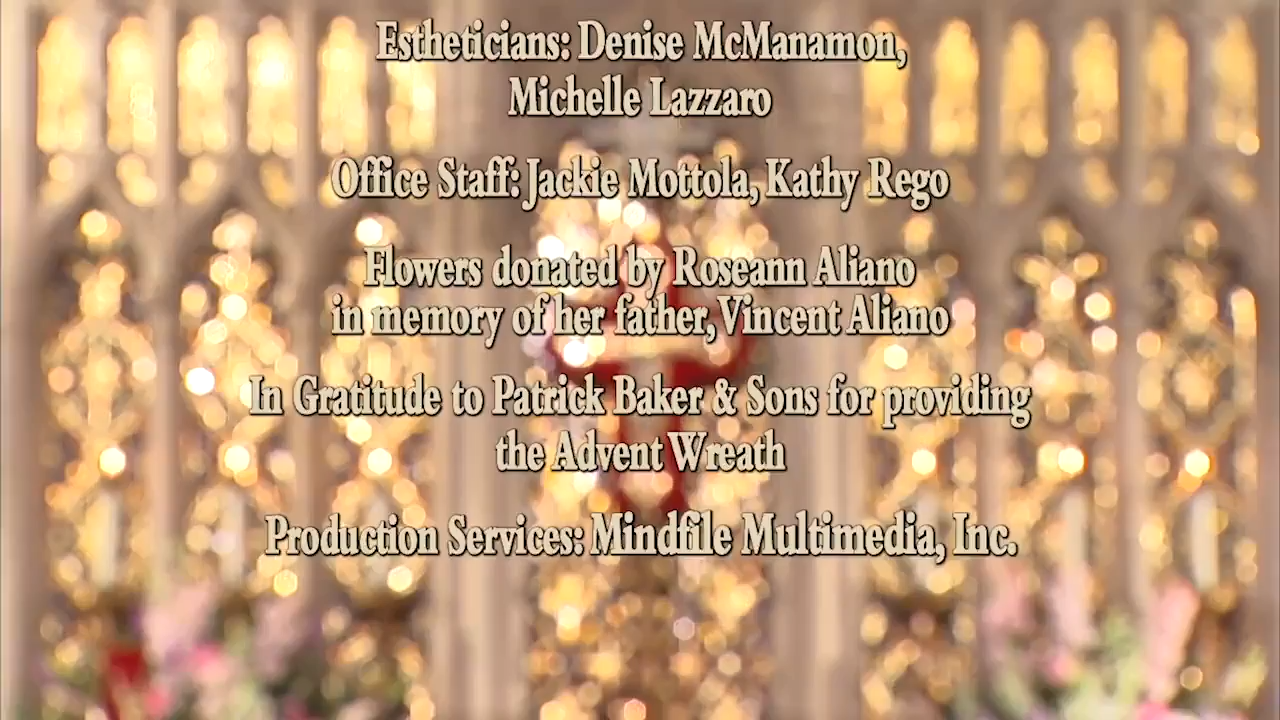 Estheticians: Denise McManamon,
Michelle Lazzaro
Office Staff: Jackie Mottola, Kathy Rego
Flowers donated by Roseann Aliano
in memory of her father, Vincent Aliano
In Gratitude to Patrick Baker & Sons for providing
the Advent Wreath
Production Services: Mindfile Multimedia, Inc.